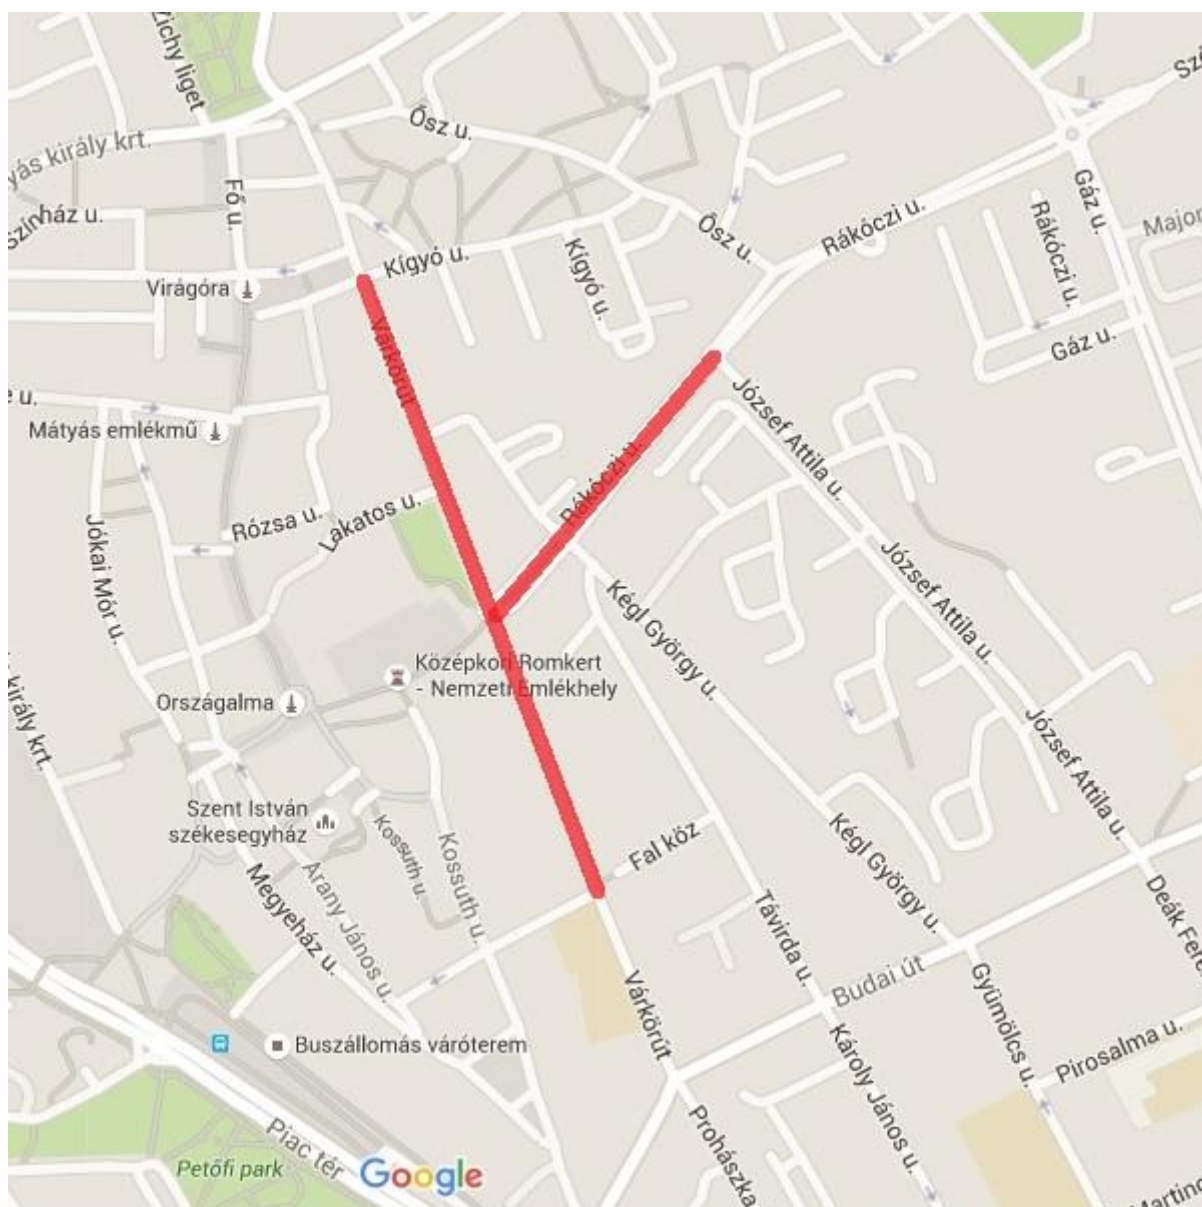 Zichy liget
Ősz u.
yás király krt.
Gáz u.
Major
Színház u.
Fő u.
Rákóczi u.
Ősz u.
Rákóczi u.
Kígyó u.
Kígyó u.
Virágóra
Várkörút
Gáz u.
e u.
Mátyás emlékmű
József Attila u.
Rákóczi u.
Rózsa u.
Lakatos u.
Jókai Mór u.
József Attila u.
Kégl György u.
Középkori Romkert
- Nemzeti Emlékhely
Országalma
király krt.
József Attila u.
Szent István
székesegyház
Kossuth u.
Kossuth u.
Fal köz
Kégl György u.
Megyeház u.
Arany János u.
Távirda u.
Deák Fere
Budai út
Várkörút
Gyümölcs u.
Buszállomás váróterem
Károly János u.
Pirosalma u.
Prohászka
Piac tér
Petőfi park
Google
Martino